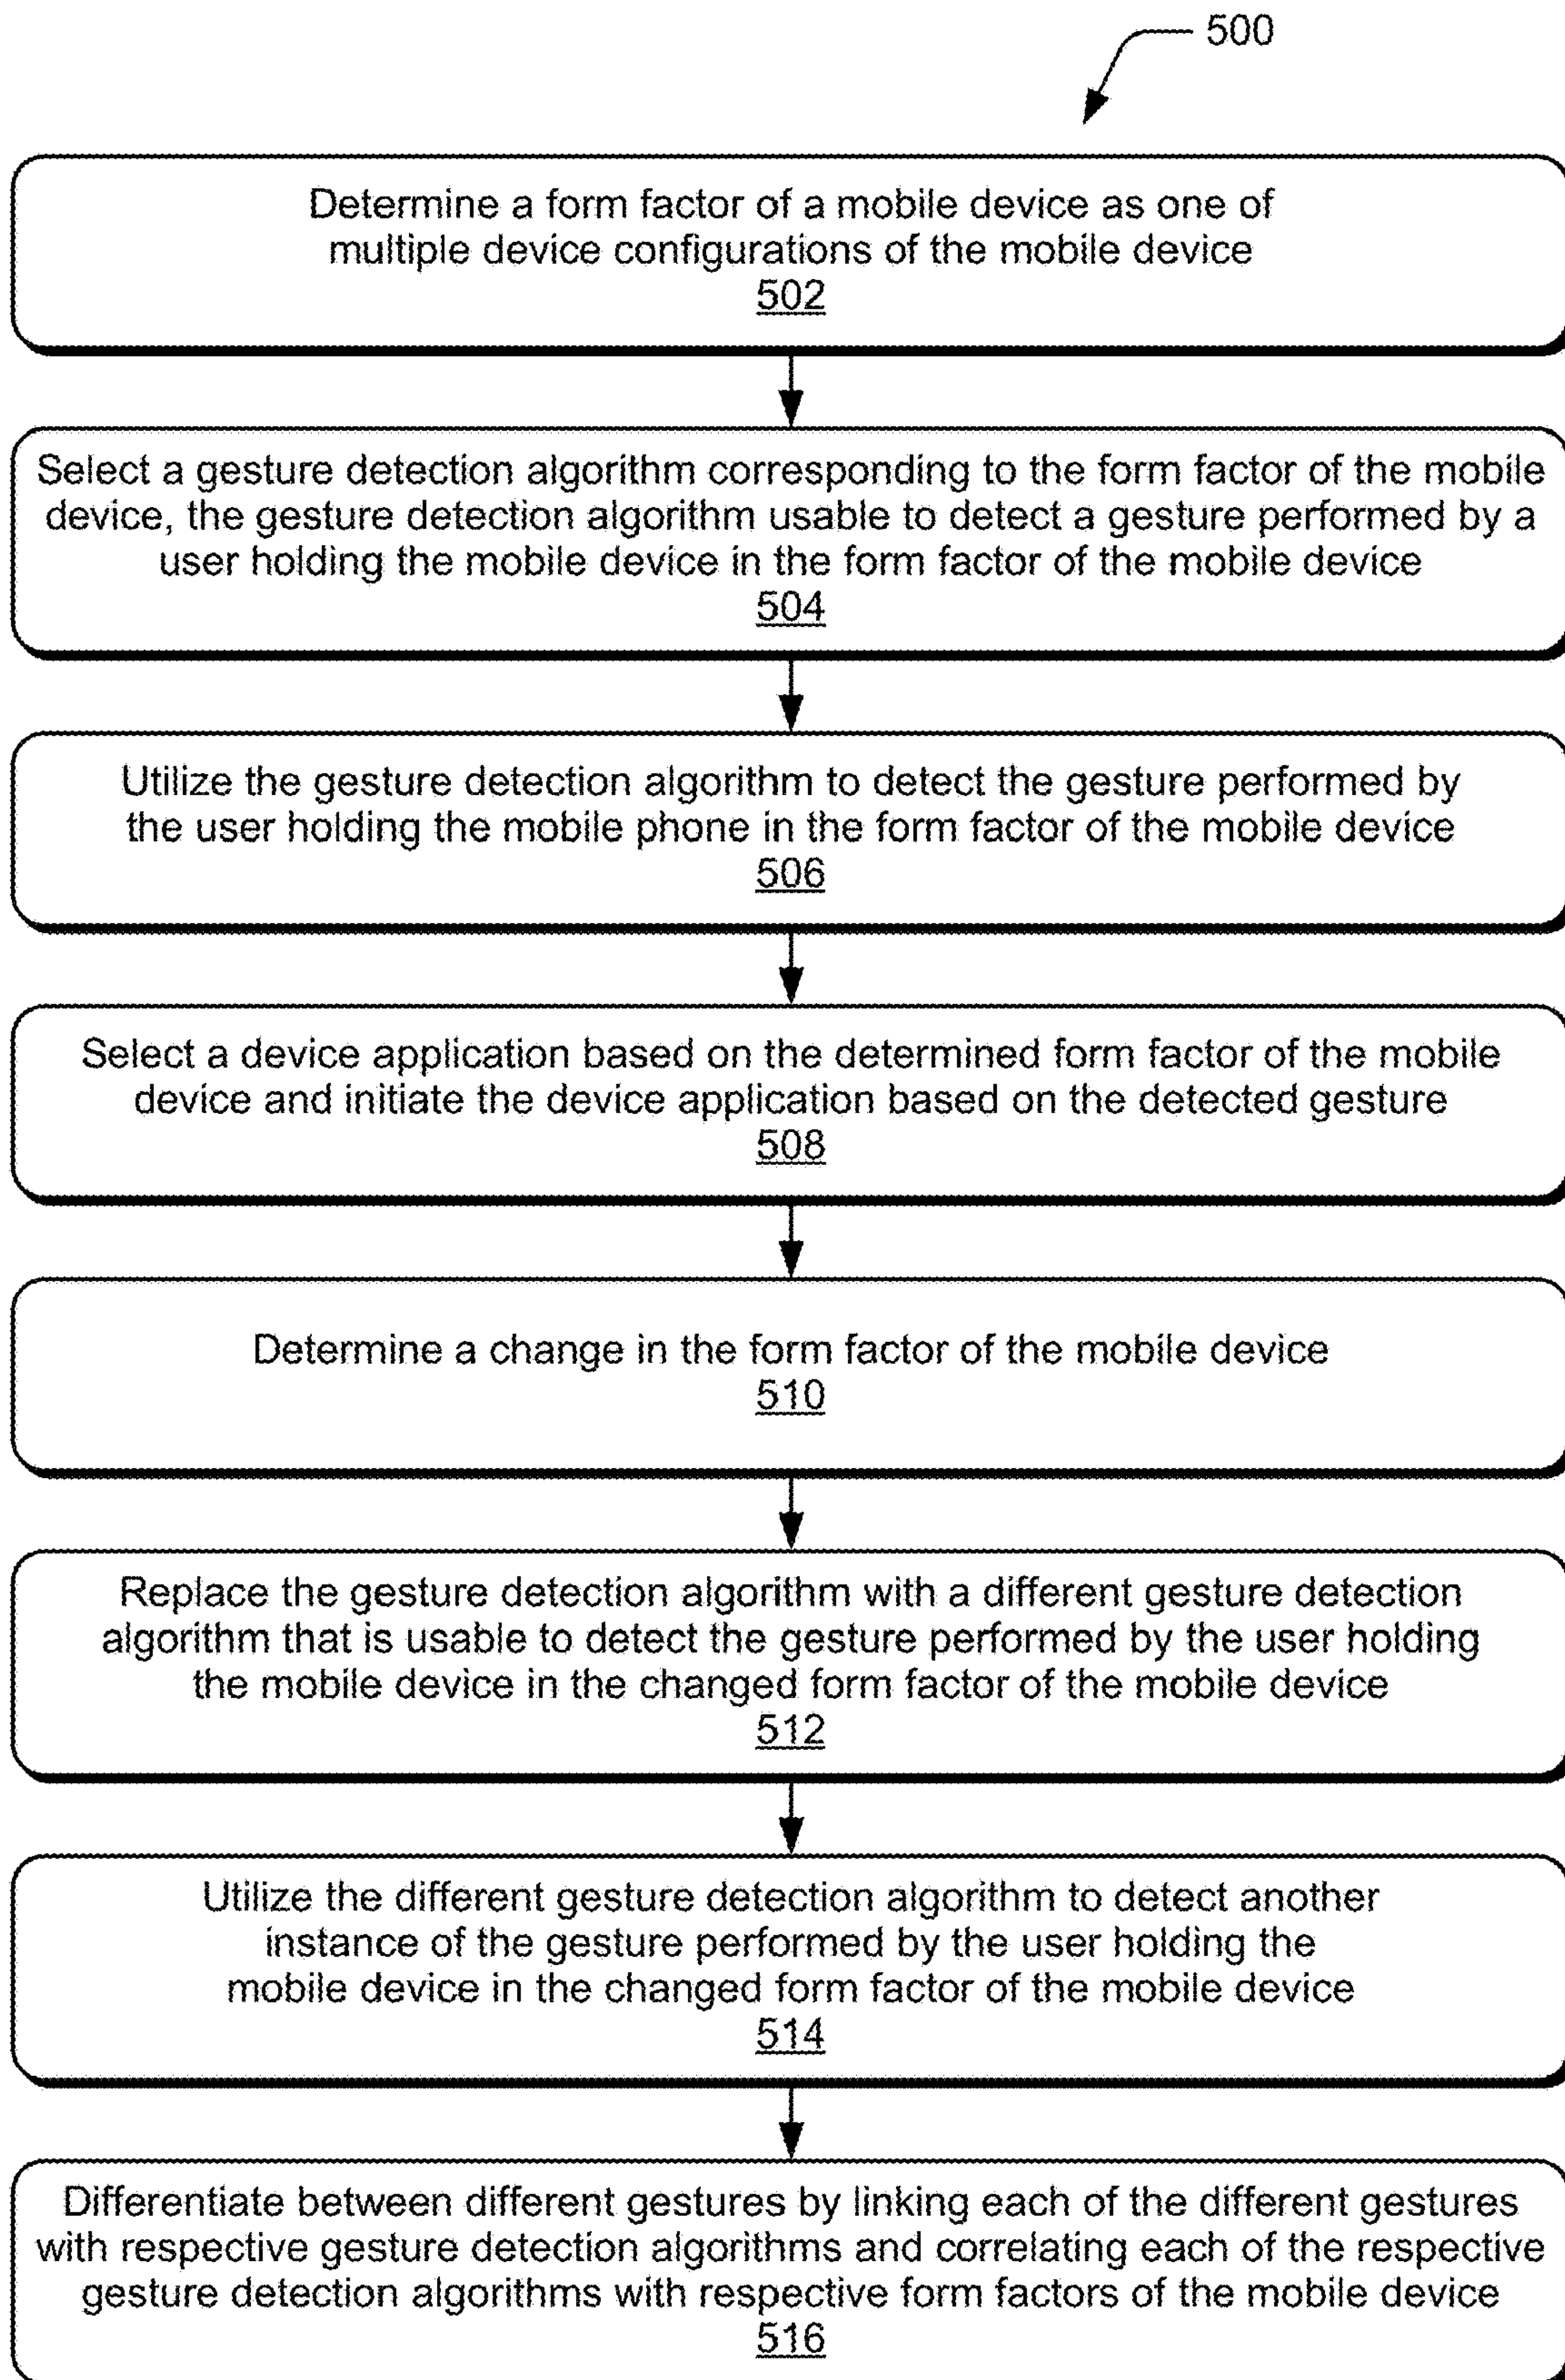 500
Determine a form factor of a mobile device as one of
multiple device configurations of the mobile device
502
Select a gesture detection algorithm corresponding to the form factor of the mobile
device, the gesture detection algorithm usable to detect a gesture performed by a
user holding the mobile device in the form factor of the mobile device
504
Utilize the gesture detection algorithm to detect the gesture performed by
the user holding the mobile phone in the form factor of the mobile device
506
Select a device application based on the determined form factor of the mobile
device and initiate the device application based on the detected gesture
508
Determine a change in the form factor of the mobile device
510
Replace the gesture detection algorithm with a different gesture detection
algorithm that is usable to detect the gesture performed by the user holding
the mobile device in the changed form factor of the mobile device
512
Utilize the different gesture detection algorithm to detect another
instance of the gesture performed by the user holding the
mobile device in the changed form factor of the mobile device
514
Differentiate between different gestures by linking each of the different gestures
with respective gesture detection algorithms and correlating each of the respective
gesture detection algorithms with respective form factors of the mobile device
516